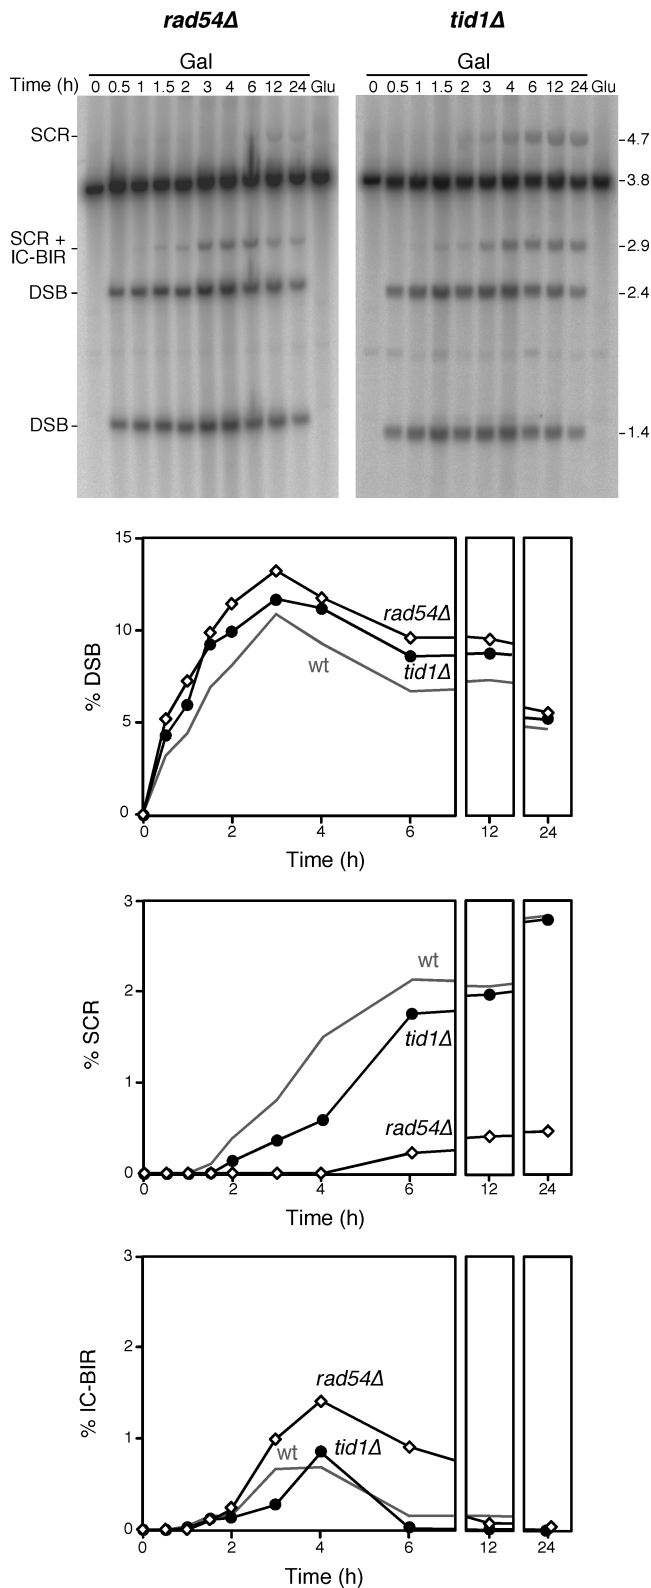 rad54Δ tid1Δ
Gal Gal
Time (h) 0 0.5 1 1.5 2 3 4 6 12 24 Glu 0 0.5 1 1.5 2 3 4 6 12 24 Glu
SCR- -4.7
-3.8
SCR +
IC-BIR - -2.9
DSB- -2.4
DSB- -1.4
15
10
5
0
% DSB
rad54Δ
tid1Δ
wt
0 2 4 6 12 24
Time (h)
3
2
1
0
% SCR
wt
tid1Δ
rad54Δ
0 2 4 6 12 24
Time (h)
3
2
1
0
% IC-BIR
rad54Δ
wt tid1Δ
0 2 4 6 12 24
Time (h)